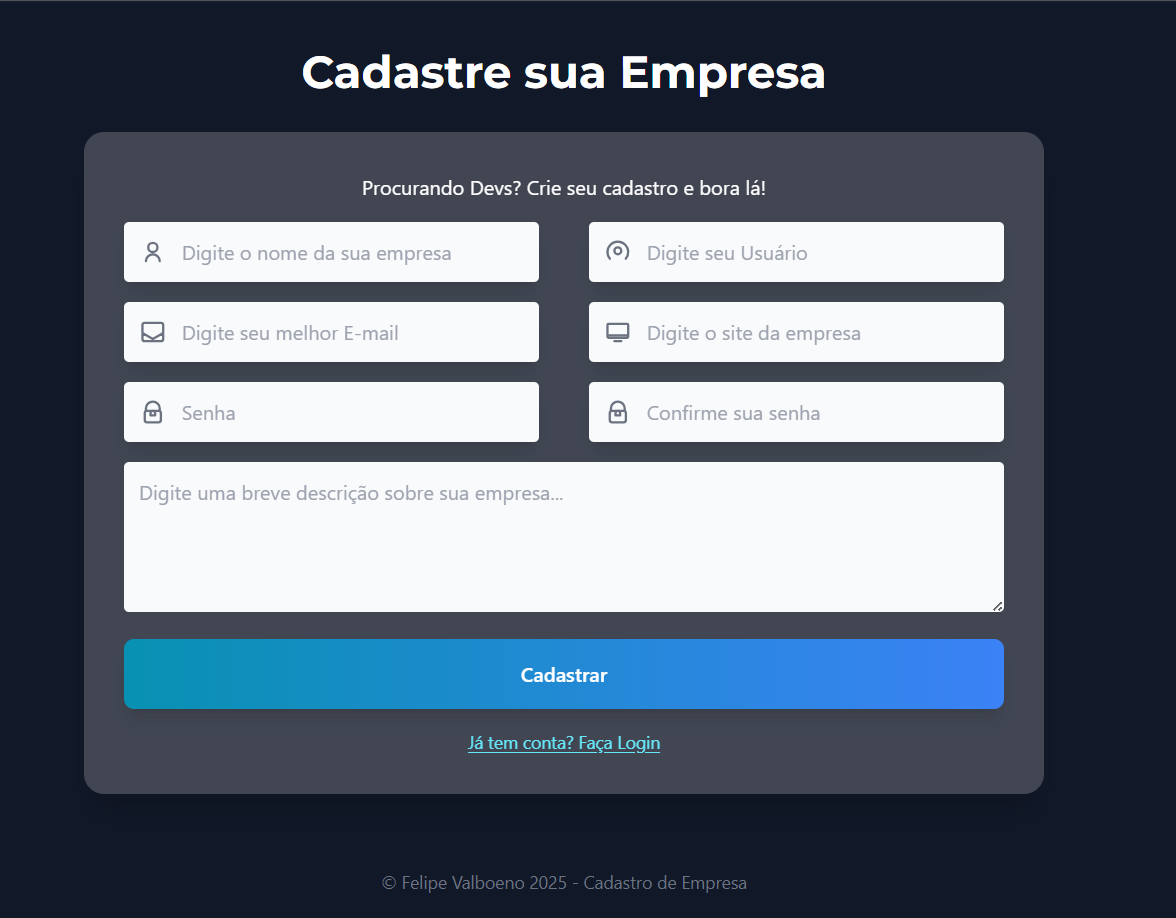 Cadastre sua Empresa
Procurando Devs? Crie seu cadastro e bora lá!
Digite o nome da sua empresa
Digite seu Usuário
Digite seu melhor E-mail
Digite o site da empresa
Senha
Confirme sua senha
Digite uma breve descrição sobre sua empresa...
Cadastrar
Já tem conta? Faça Login
© Felipe Valboeno 2025 - Cadastro de Empresa